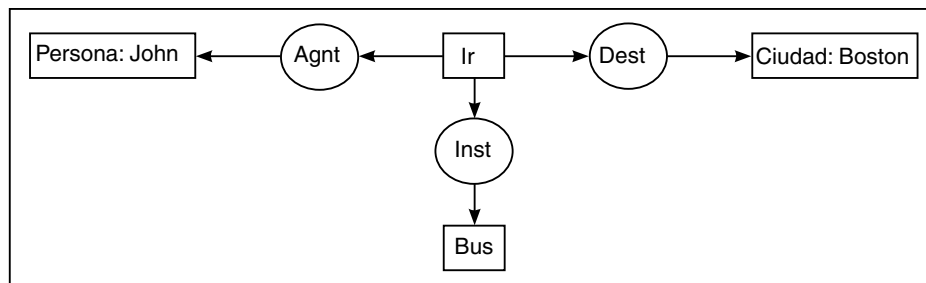 Persona: John
Agnt
Ir
Dest
Ciudad: Boston
Inst
Bus